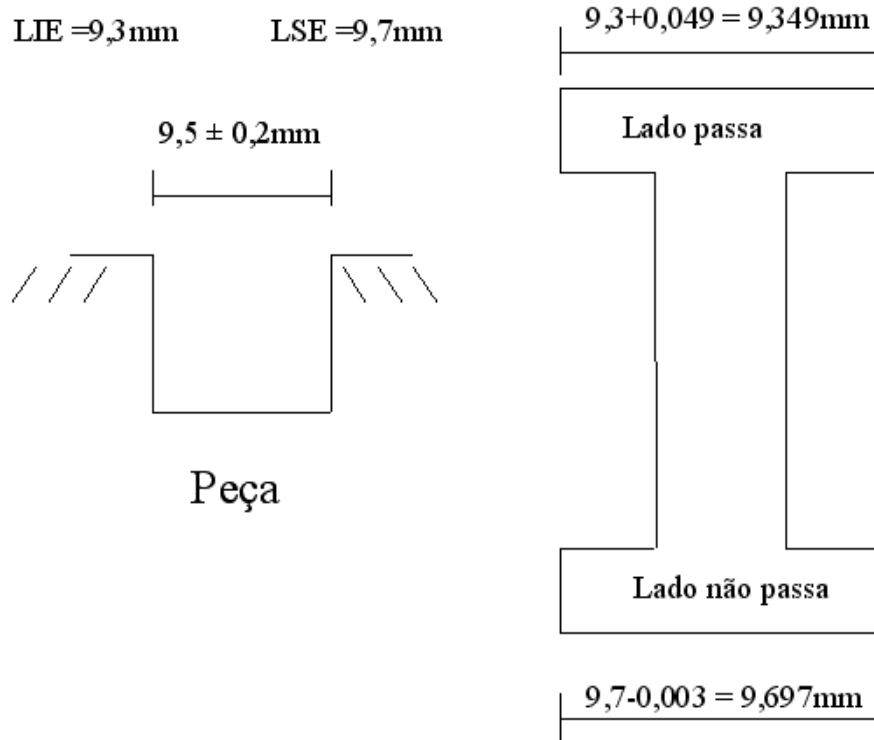 LIE =9,3mm
LSE =9,7mm
9,5 ± 0,2mm
Peça
9,3+0,049 = 9,349mm
Lado passa
Lado não passa
9,7-0,003 = 9,697mm